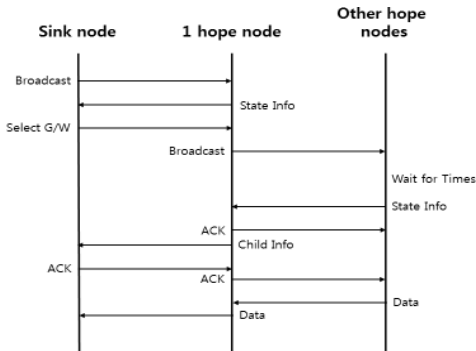 Sink node
1 hope node
Other hope
nodes
Broadcast
State Info
Select G/W
Broadcast
Wait for Times
State Info
ACK
Child Info
ACK
ACK
Data
Data